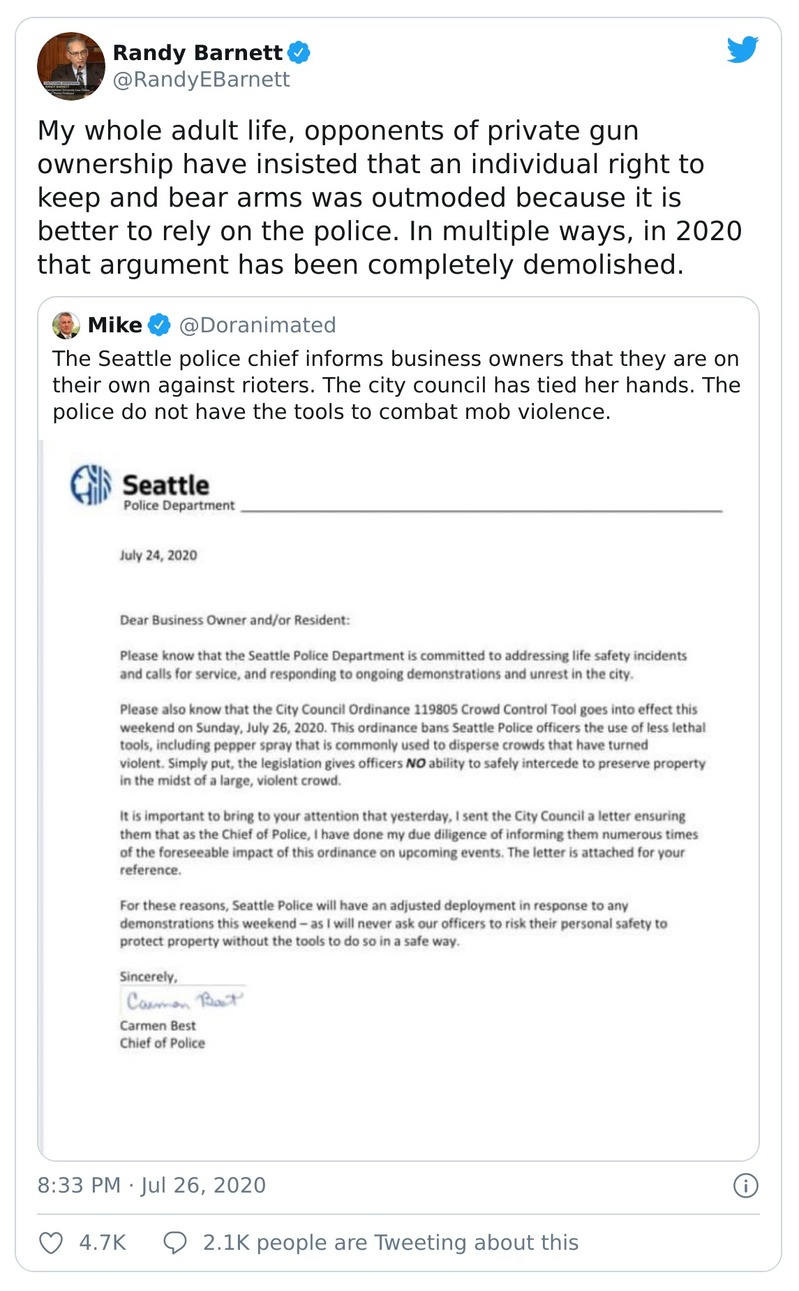 Randy Barnett
@RandyEBarnett
My whole adult life, opponents of private gun
ownership have insisted that an individual right to
keep and bear arms was outmoded because it is
better to rely on the police. In multiple ways, in 2020
that argument has been completely demolished.
Mike @Doranimated
The Seattle police chief informs business owners that they are on
their own against rioters. The city council has tied her hands. The
police do not have the tools to combat mob violence.
Seattle
Police Department
July 24, 2020
Dear Business Owner and/or Resident:
Please know that the Seattle Police Department is committed to addressing life safety incidents
and calls for service, and responding to ongoing demonstrations and unrest in the city.
Please also know that the City Council Ordinance 119805 Crowd Control Tool goes into effect this
weekend on Sunday, July 26, 2020. This ordinance bans Seattle Police officers the use of less lethal
tools, including pepper spray that is commonly used to disperse crowds that have turned
violent. Simply put, the legislation gives officers NO ability to safely intercede to preserve property
in the midst of a large, violent crowd.
It is important to bring to your attention that yesterday, I sent the City Council a letter ensuring
them that as the Chief of Police, I have done my due diligence of informing them numerous times
of the foreseeable impact of this ordinance on upcoming events. The letter is attached for your
reference.
For these reasons, Seattle Police will have an adjusted deployment in response to any
demonstrations this weekend – as I will never ask our officers to risk their personal safety to
protect property without the tools to do so in a safe way.
Sincerely,
Carmen Best
Carmen Best
Chief of Police
8:33 PM · Jul 26, 2020
4.7K 2.1K people are Tweeting about this